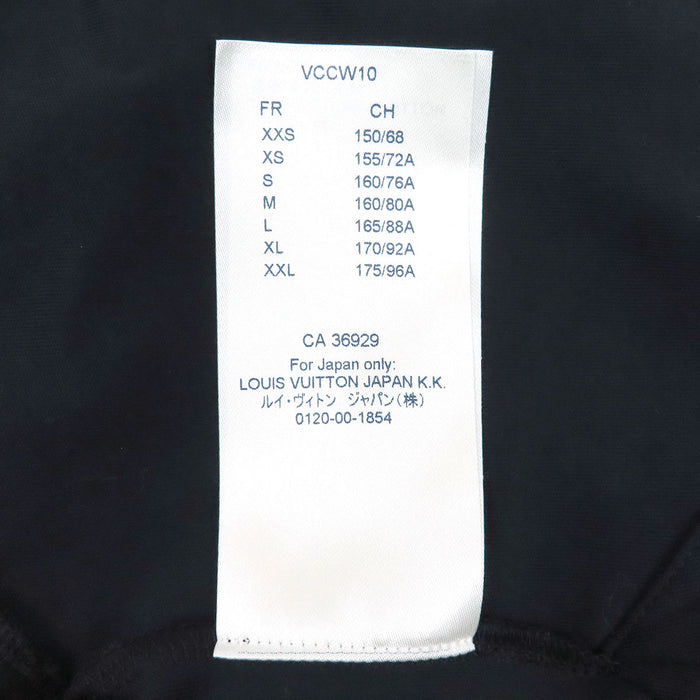 VCCW10
FR CH
XXS 150/68
XS 155/72A
S 160/76A
M 160/80A
L 165/88A
XL 170/92A
XXL 175/96A
CA 36929
For Japan only:
LOUIS VUITTON JAPAN K.K.
ルイ・ヴィトン ジャパン(株)
0120-00-1854